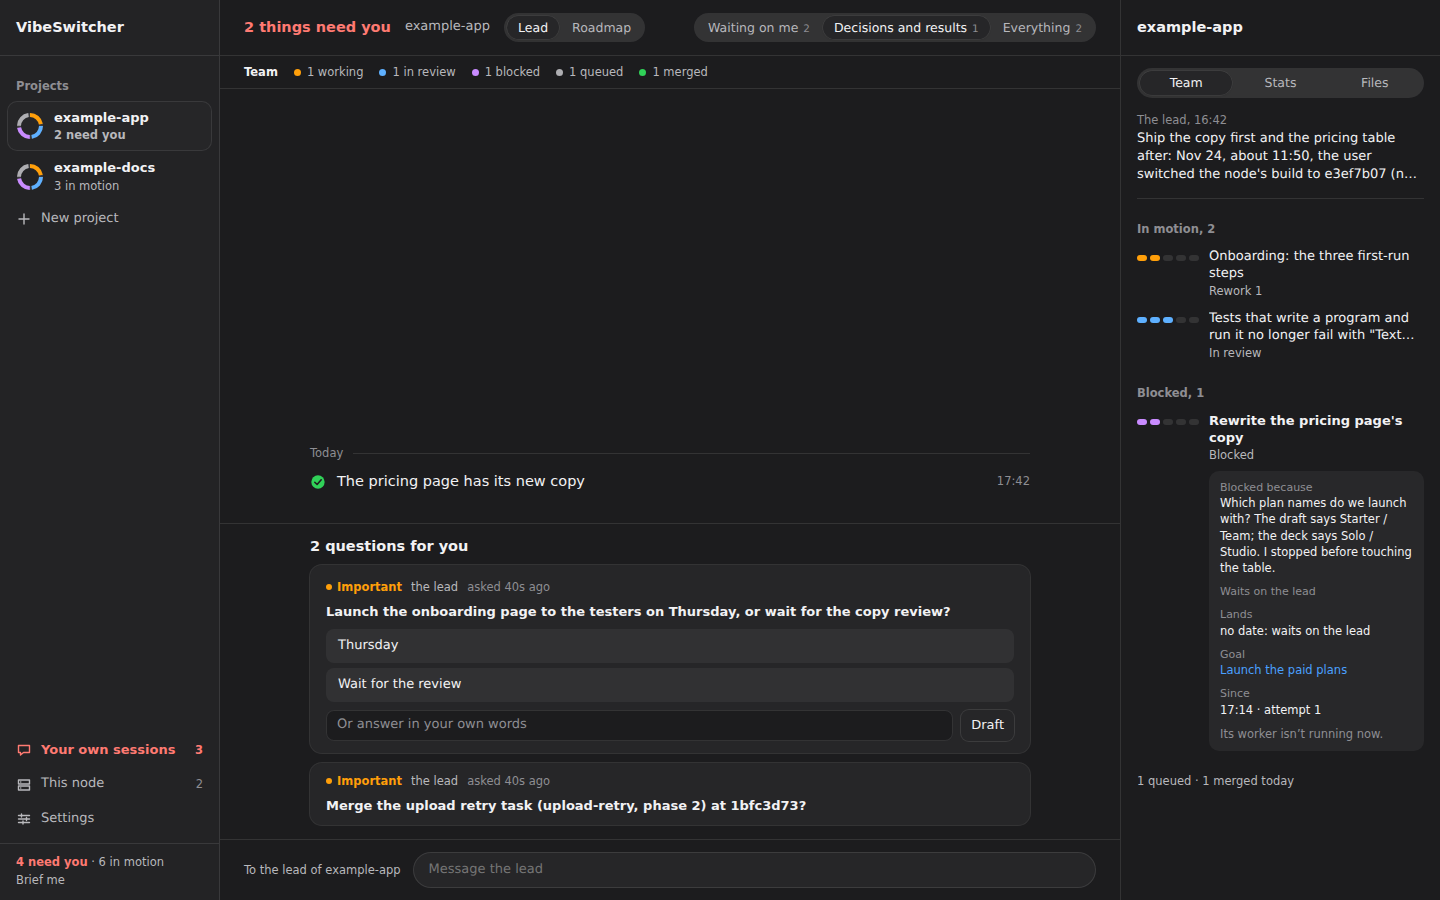 VibeSwitcher
Projects
example-app
2 need you
example-docs
3 in motion
New project
Your own sessions 3
This node 2
Settings
4 need you · 6 in motion
Brief me
2 things need you example-app Lead Roadmap Waiting on me 2 Decisions and results 1 Everything 2
Team 1 working 1 in review 1 blocked 1 queued 1 merged
Today
The pricing page has its new copy 17:42
2 questions for you
Important the lead asked 40s ago
Launch the onboarding page to the testers on Thursday, or wait for the copy review?
Thursday
Wait for the review
Or answer in your own words Draft
Important the lead asked 40s ago
Merge the upload retry task (upload-retry, phase 2) at 1bfc3d73?
To the lead of example-app Message the lead
example-app
Team Stats Files
The lead, 16:42
Ship the copy first and the pricing table
after: Nov 24, about 11:50, the user
switched the node's build to e3ef7b07 (n…
In motion, 2
Onboarding: the three first-run
steps
Rework 1
Tests that write a program and
run it no longer fail with "Text…
In review
Blocked, 1
Rewrite the pricing page's
copy
Blocked
Blocked because
Which plan names do we launch
with? The draft says Starter /
Team; the deck says Solo /
Studio. I stopped before touching
the table.
Waits on the lead
Lands
no date: waits on the lead
Goal
Launch the paid plans
Since
17:14 · attempt 1
Its worker isn’t running now.
1 queued · 1 merged today